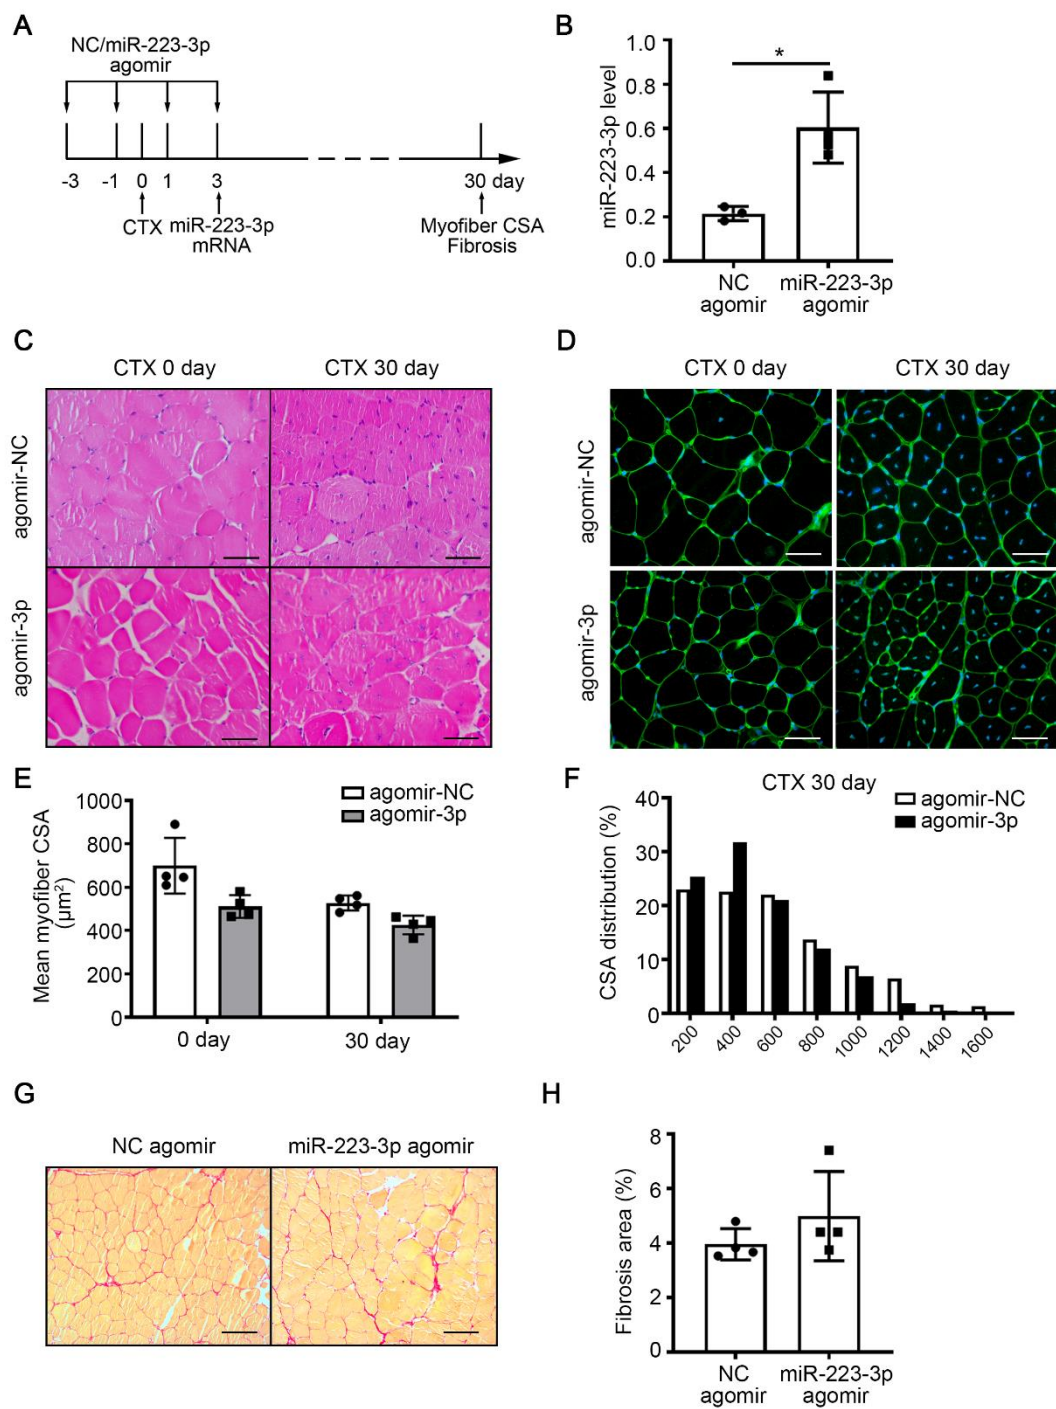 A
NC/miR-223-3p
agomir
-3 -1 0 1 3 30 day
CTX miR-223-3p
mRNA
Myofiber CSA
Fibrosis
B
miR-223-3p level
1.0
0.8
0.6
0.4
0.2
0.0
*
NC
agomir
miR-223-3p
agomir
C
CTX 0 day CTX 30 day
agomir-NC
agomir-3p
D
CTX 0 day CTX 30 day
agomir-NC
agomir-3p
E
Mean myofiber CSA
(µm²)
1000
800
600
400
200
0
agomir-NC
agomir-3p
0 day 30 day
F
CTX 30 day
CSA distribution (%)
40
30
20
10
0
agomir-NC
agomir-3p
200 400 600 800 1000 1200 1400 1600
G
NC agomir miR-223-3p agomir
H
Fibrosis area (%)
8
6
4
2
0
NC
agomir
miR-223-3p
agomir